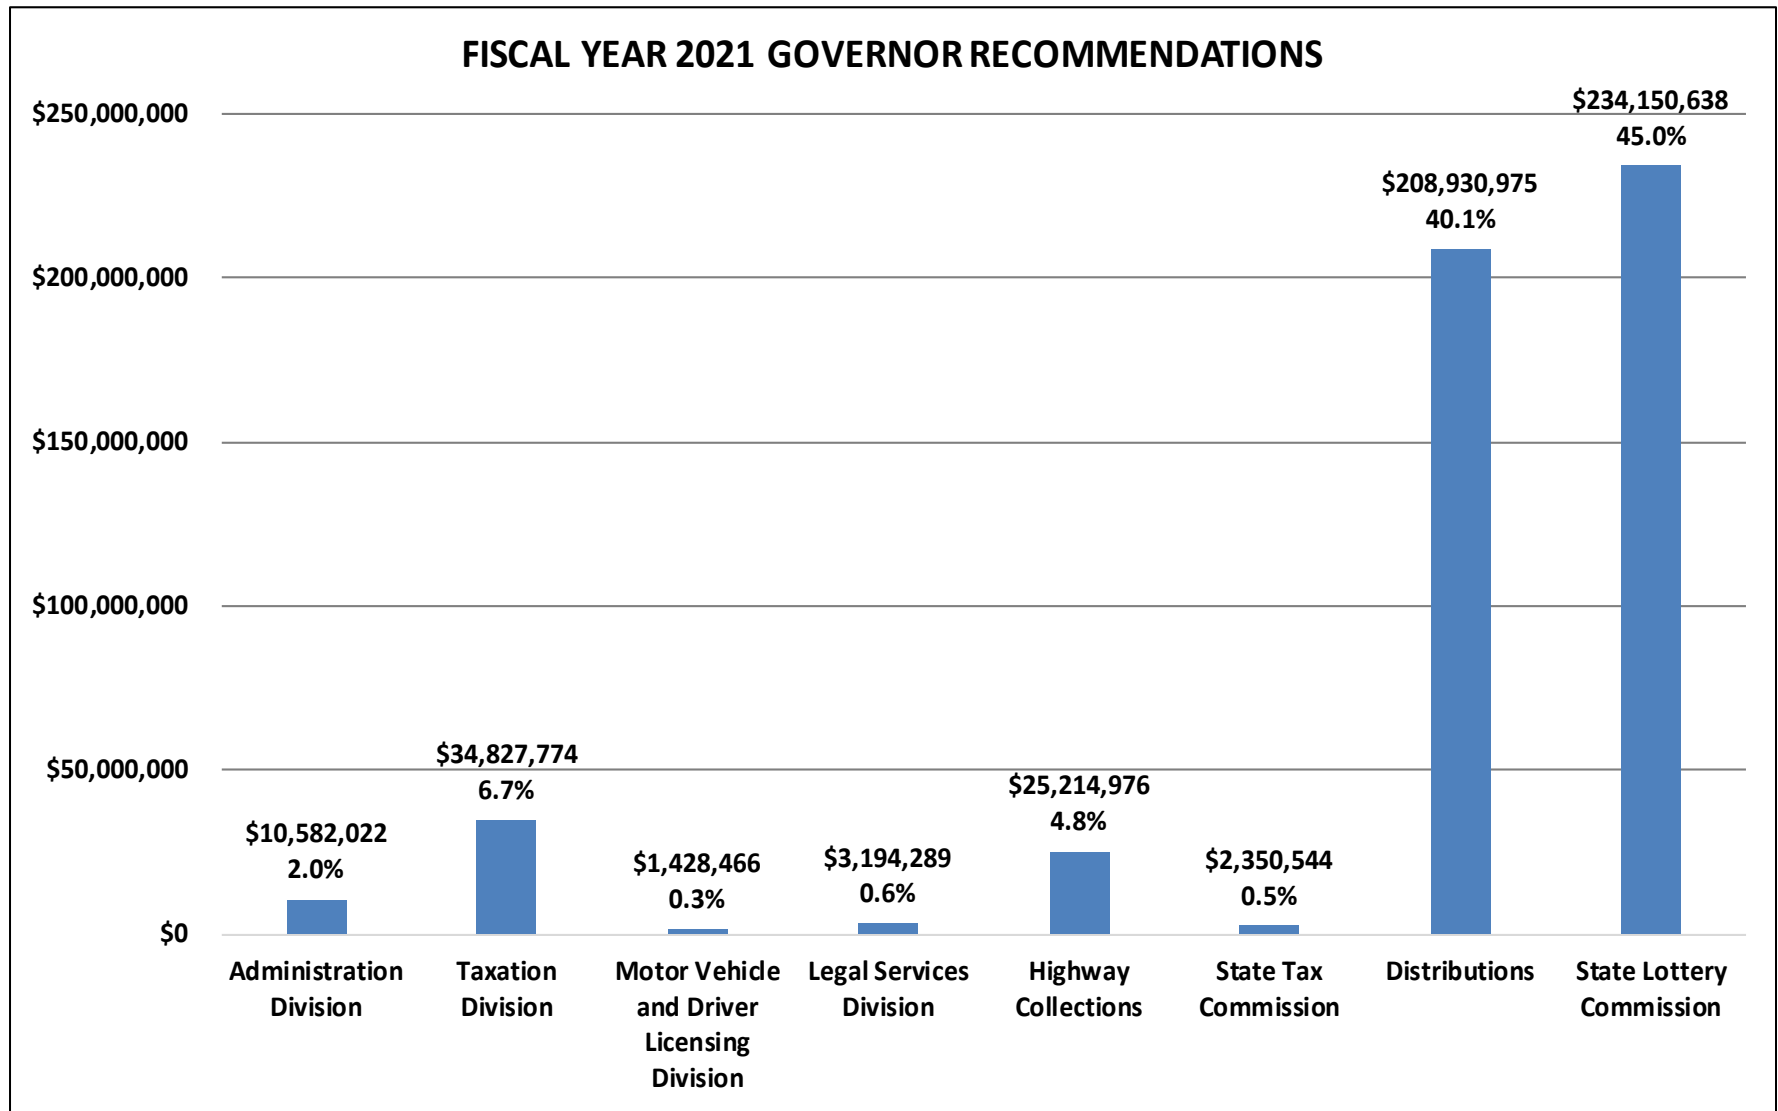 FISCAL YEAR 2021 GOVERNOR RECOMMENDATIONS
$250,000,000
$200,000,000
$150,000,000
$100,000,000
$50,000,000
$0
$10,582,022
2.0%
$34,827,774
6.7%
$1,428,466
0.3%
$3,194,289
0.6%
$25,214,976
4.8%
$2,350,544
0.5%
$208,930,975
40.1%
$234,150,638
45.0%
Administration
Division
Taxation
Division
Motor Vehicle
and Driver
Licensing
Division
Legal Services
Division
Highway
Collections
State Tax
Commission
Distributions
State Lottery
Commission